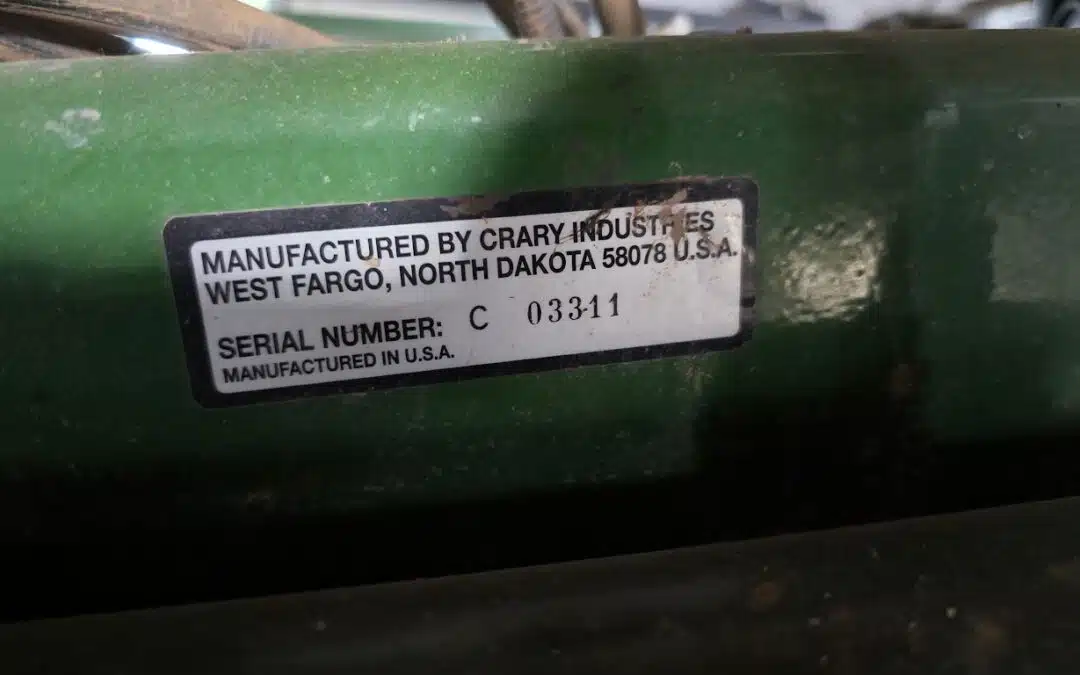 MANUFACTURED BY CRARY INDUSTRIES
WEST FARGO, NORTH DAKOTA 58078 U.S.A.
SERIAL NUMBER: C 03311
MANUFACTURED IN U.S.A.